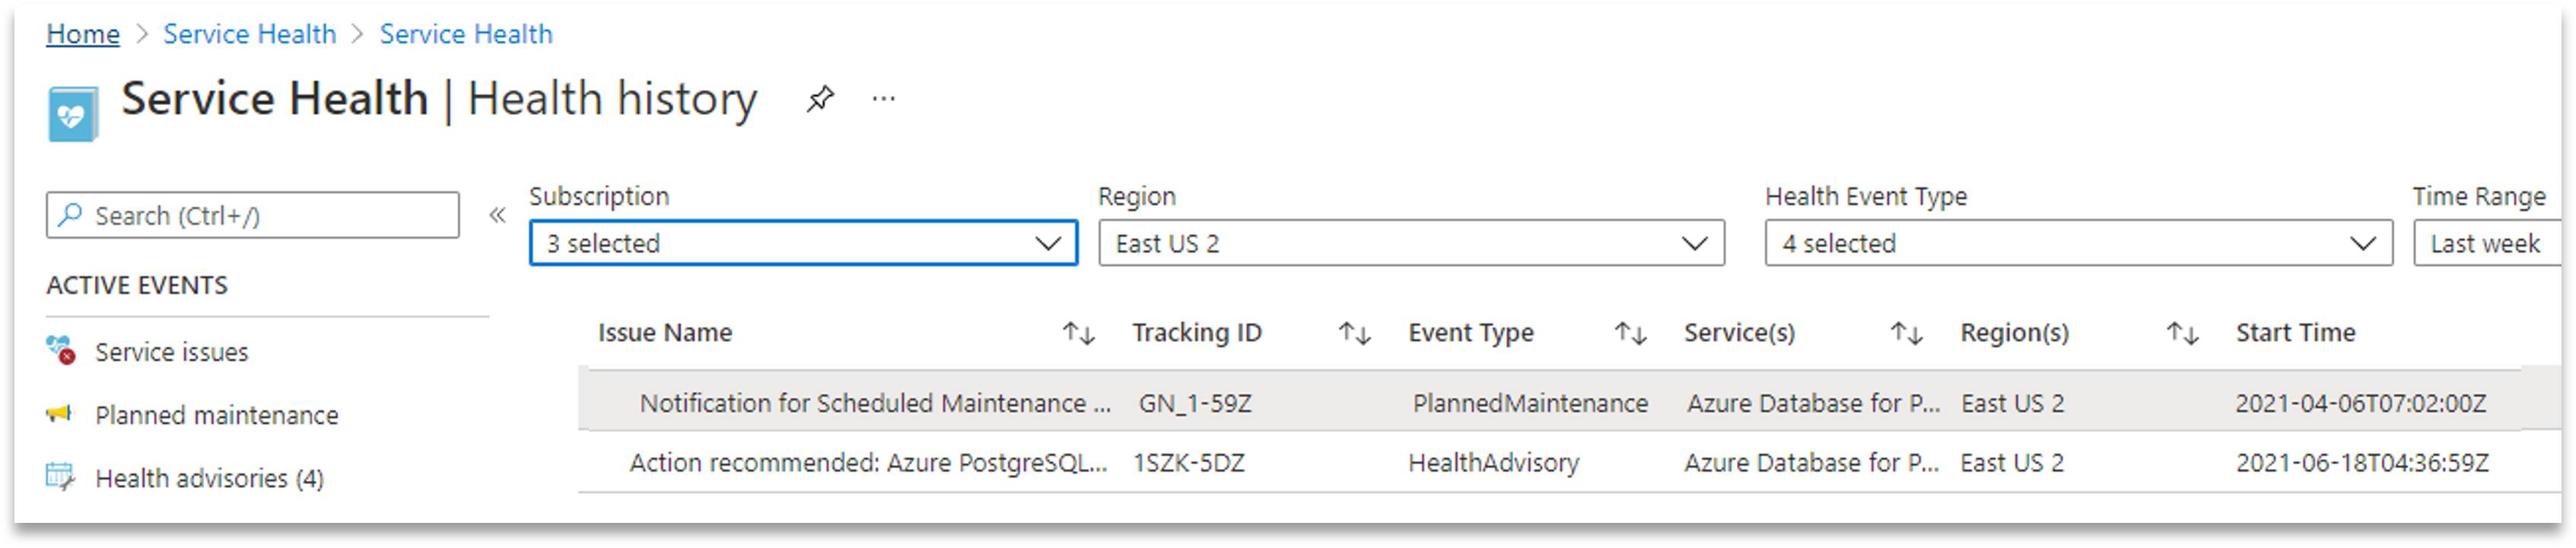 Home > Service Health > Service Health
Service Health | Health history ...
Search (Ctrl+/) «
Subscription
3 selected
Region
East US 2
Health Event Type
4 selected
Time Range
Last week
ACTIVE EVENTS
Service issues
Planned maintenance
Health advisories (4)
Issue Name ↑↓ Tracking ID ↑↓ Event Type ↑↓ Service(s) ↑↓ Region(s) ↑↓ Start Time
Notification for Scheduled Maintenance ... GN_1-59Z PlannedMaintenance Azure Database for P... East US 2 2021-04-06T07:02:00Z
Action recommended: Azure PostgreSQL... 1SZK-5DZ HealthAdvisory Azure Database for P... East US 2 2021-06-18T04:36:59Z